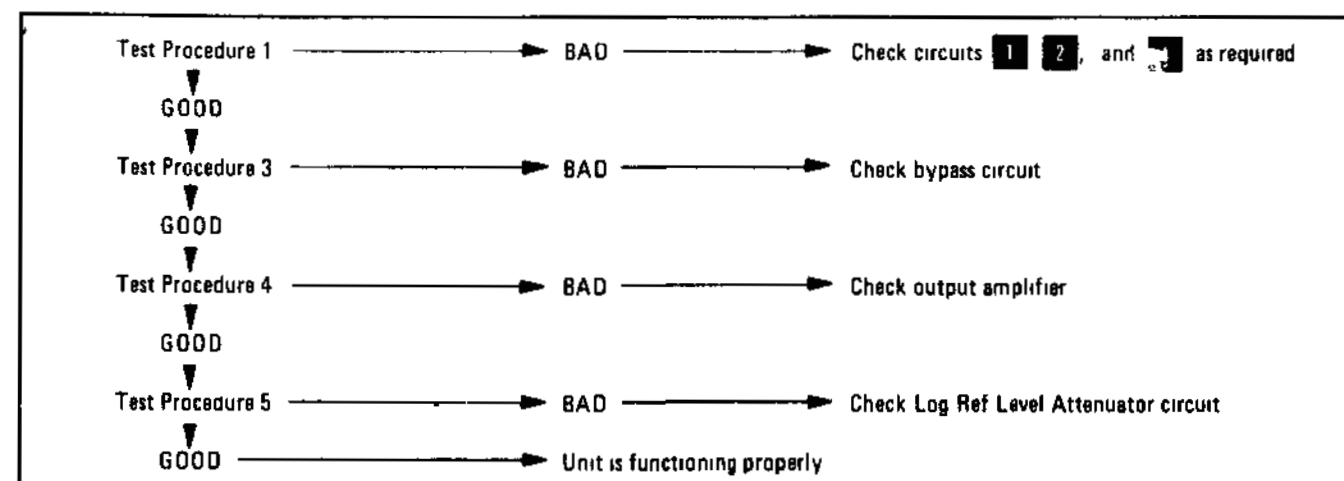 Test Procedure 1 BAD Check circuits 1 2, and as required
GOOD
Test Procedure 3 BAD Check bypass circuit
GOOD
Test Procedure 4 BAD Check output amplifier
GOOD
Test Procedure 5 BAD Check Log Ref Level Attenuator circuit
GOOD Unit is functioning properly